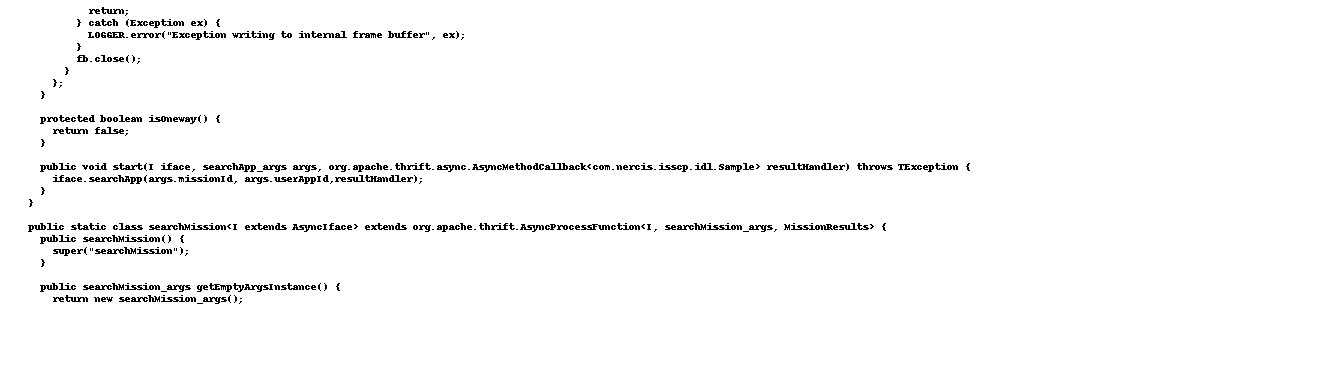 return;
} catch (Exception ex) {
LOGGER.error("Exception writing to internal frame buffer", ex);
}
fb.close();
}
};
}
protected boolean isOneway() {
return false;
}
public void start(I iface, searchApp_args args, org.apache.thrift.async.AsyncMethodCallback<com.nercis.isscp.idl.Sample> resultHandler) throws TException {
iface.searchApp(args.missionId, args.userAppId,resultHandler);
}
}
public static class searchMission<I extends AsyncIface> extends org.apache.thrift.AsyncProcessFunction<I, searchMission_args, MissionResults> {
public searchMission() {
super("searchMission");
}
public searchMission_args getEmptyArgsInstance() {
return new searchMission_args();